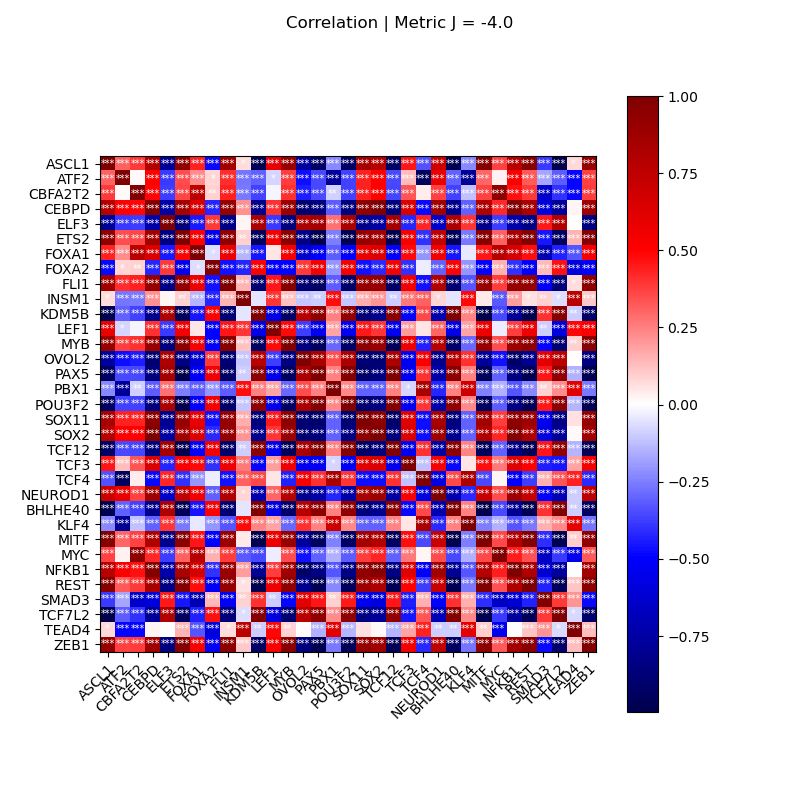 Correlation | Metric J = -4.0
ASCL1
ATF2
CBFA2T2
CEBPD
ELF3
ETS2
FOXA1
FOXA2
FLI1
INSM1
KDM5B
LEF1
MYB
OVOL2
PAX5
PBX1
POU3F2
SOX11
SOX2
TCF12
TCF3
TCF4
NEUROD1
BHLHE40
KLF4
MITF
MYC
NFKB1
REST
SMAD3
TCF7L2
TEAD4
ZEB1
ASCL1
ATF2
CBFA2T2
CEBPD
ELF3
ETS2
FOXA1
FOXA2
FLI1
INSM1
KDM5B
LEF1
MYB
OVOL2
PAX5
PBX1
POU3F2
SOX11
SOX2
TCF12
TCF3
TCF4
NEUROD1
BHLHE40
KLF4
MITF
MYC
NFKB1
REST
SMAD3
TCF7L2
TEAD4
ZEB1
1.00
0.75
0.50
0.25
0.00
−0.25
−0.50
−0.75